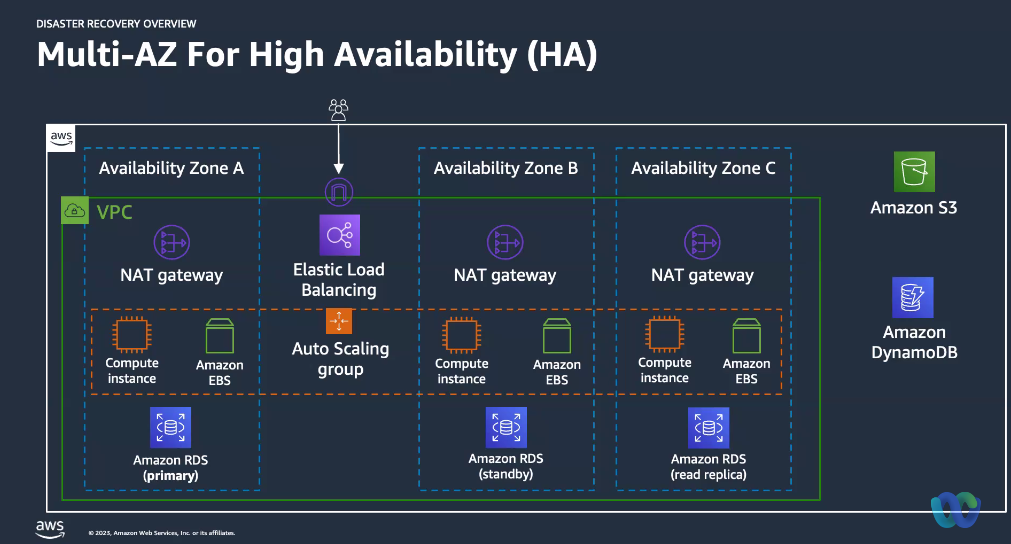 DISASTER RECOVERY OVERVIEW
Multi-AZ For High Availability (HA)
aws
Availability Zone A
Availability Zone B
Availability Zone C
VPC
Amazon S3
NAT gateway
Elastic Load
Balancing
NAT gateway
NAT gateway
Amazon
DynamoDB
Compute
instance
Amazon
EBS
Auto Scaling
group
Compute
instance
Amazon
EBS
Compute
instance
Amazon
EBS
Amazon RDS
(primary)
Amazon RDS
(standby)
Amazon RDS
(read replica)
aws
© 2023, Amazon Web Services, Inc. or its affiliates.